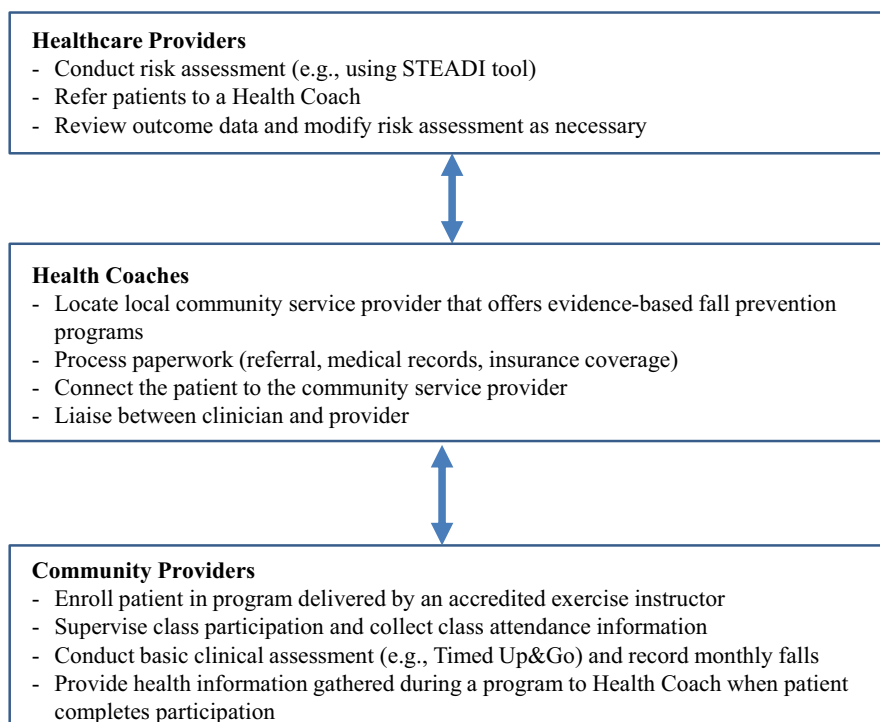 Healthcare Providers
- Conduct risk assessment (e.g., using STEADI tool)
- Refer patients to a Health Coach
- Review outcome data and modify risk assessment as necessary
Health Coaches
- Locate local community service provider that offers evidence-based fall prevention
programs
- Process paperwork (referral, medical records, insurance coverage)
- Connect the patient to the community service provider
- Liaise between clinician and provider
Community Providers
- Enroll patient in program delivered by an accredited exercise instructor
- Supervise class participation and collect class attendance information
- Conduct basic clinical assessment (e.g., Timed Up&Go) and record monthly falls
- Provide health information gathered during a program to Health Coach when patient
completes participation